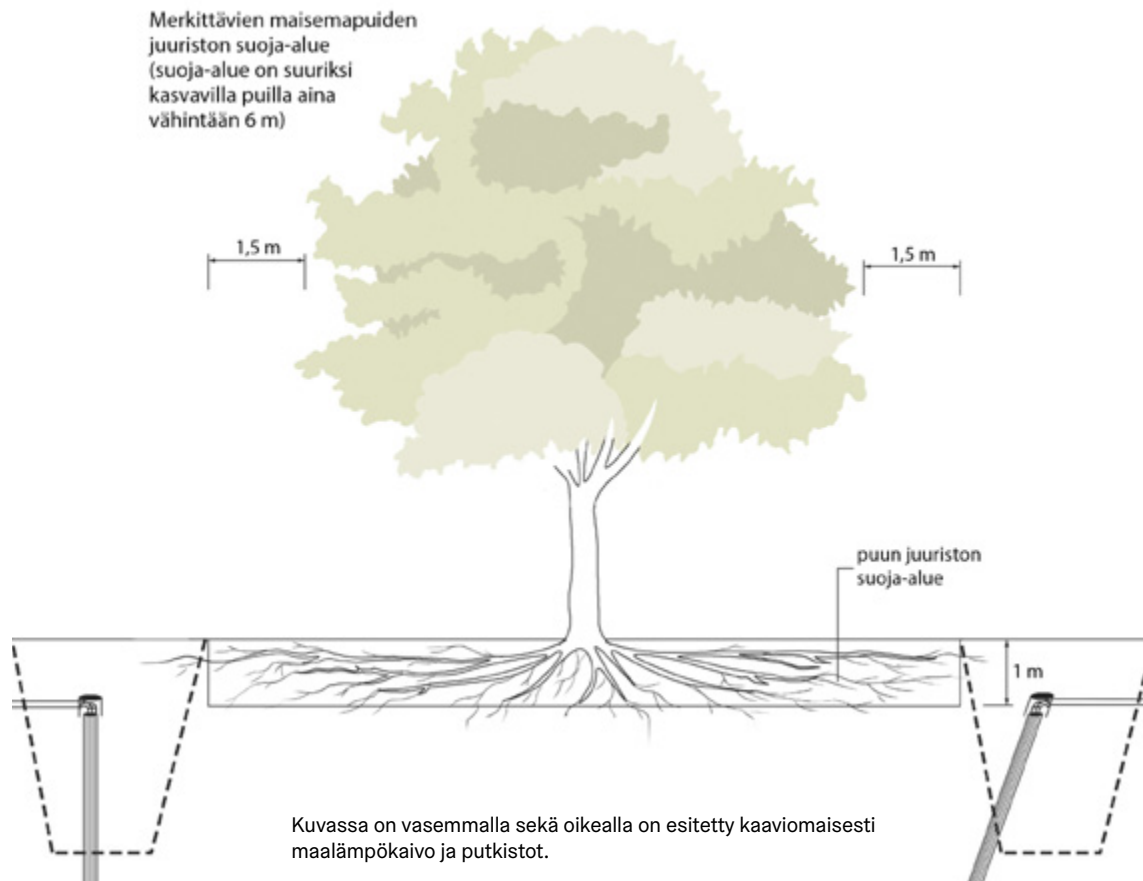 Merkittävien maisemapuiden
juuriston suoja-alue
(suoja-alue on suuriksi
kasvavilla puilla aina
vähintään 6 m)
1,5 m
1,5 m
puun juuriston
suoja-alue
1 m
Kuvassa on vasemmalla sekä oikealla on esitetty kaaviomaisesti
maalämpökaivo ja putkistot.